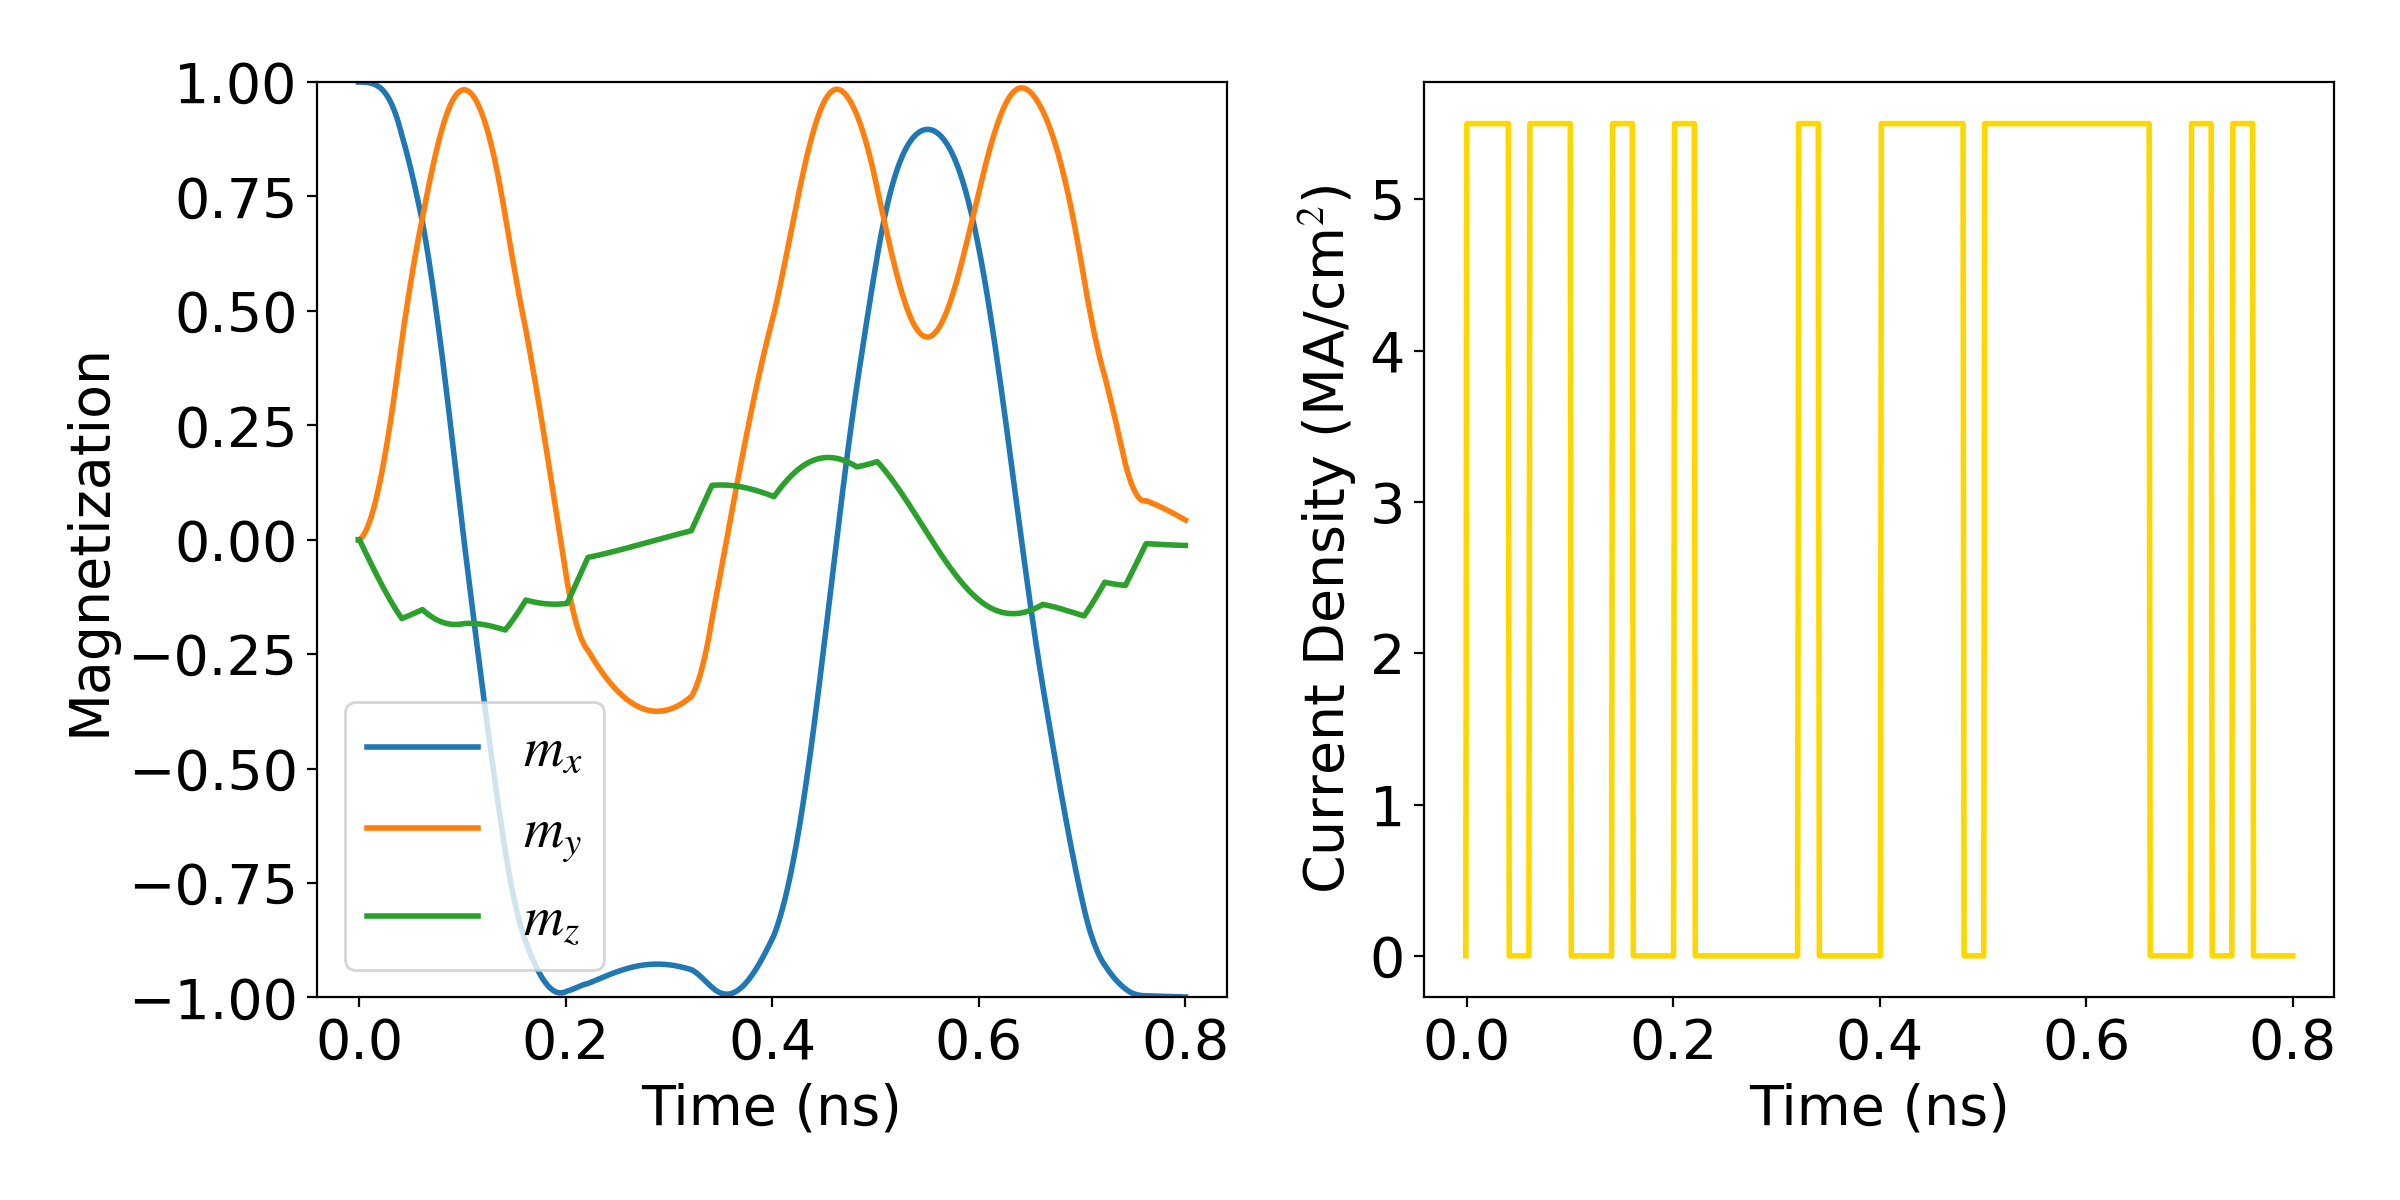 Magnetization
1.00
0.75
0.50
0.25
0.00
−0.25
−0.50
−0.75
−1.00
m_x
m_y
m_z
0.0 0.2 0.4 0.6 0.8
Time (ns)
Current Density (MA/cm²)
5
4
3
2
1
0
0.0 0.2 0.4 0.6 0.8
Time (ns)